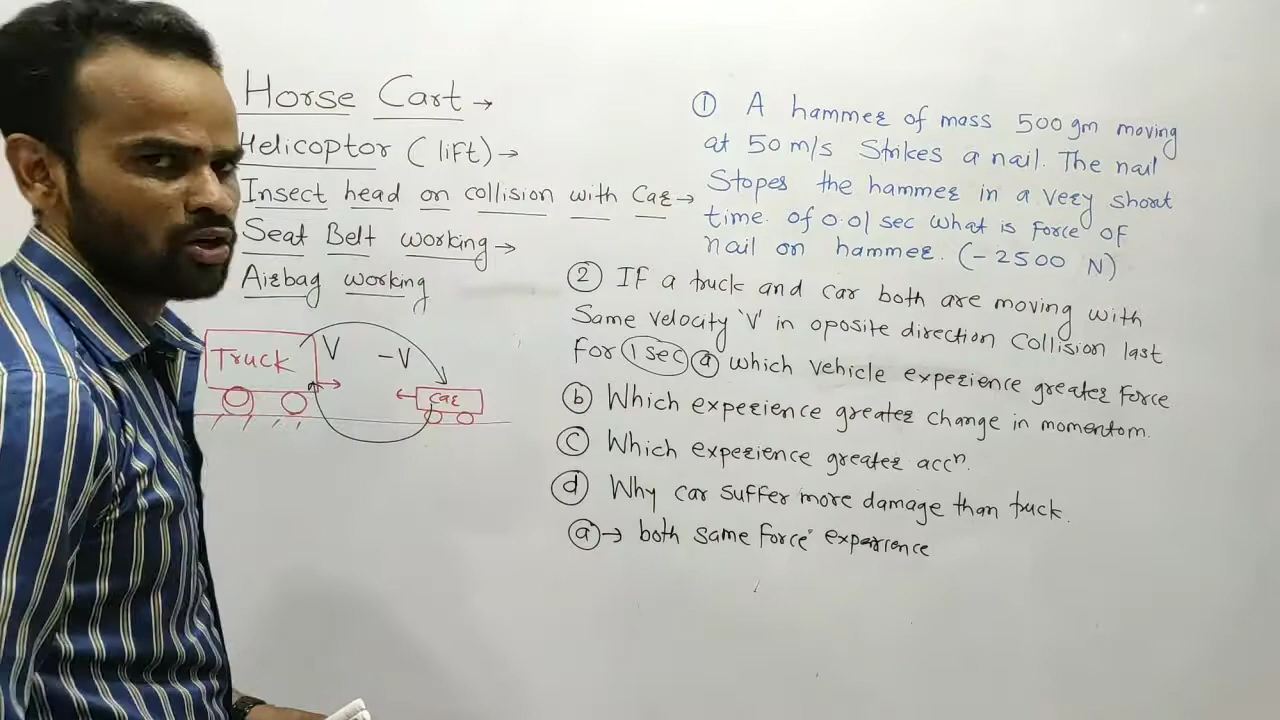 Horse Cart →
Helicoptor (lift) →
Insect head on collision with Car →
Seat Belt working →
Airbag working
Truck
V
-V
Car
① A hammer of mass 500 gm moving
at 50 m/s Strikes a nail. The nail
Stopes the hammer in a very short
time. of 0.01 sec what is force of
nail on hammer. (- 2500 N)
② IF a truck and car both are moving with
Same velocity 'V' in oposite direction Collision last
for 1 sec ⓐ which vehicle experience greater Force
ⓑ Which experience greater change in momentom.
ⓒ Which experience greater accⁿ.
ⓓ Why car suffer more damage than truck.
ⓐ → both same force experience